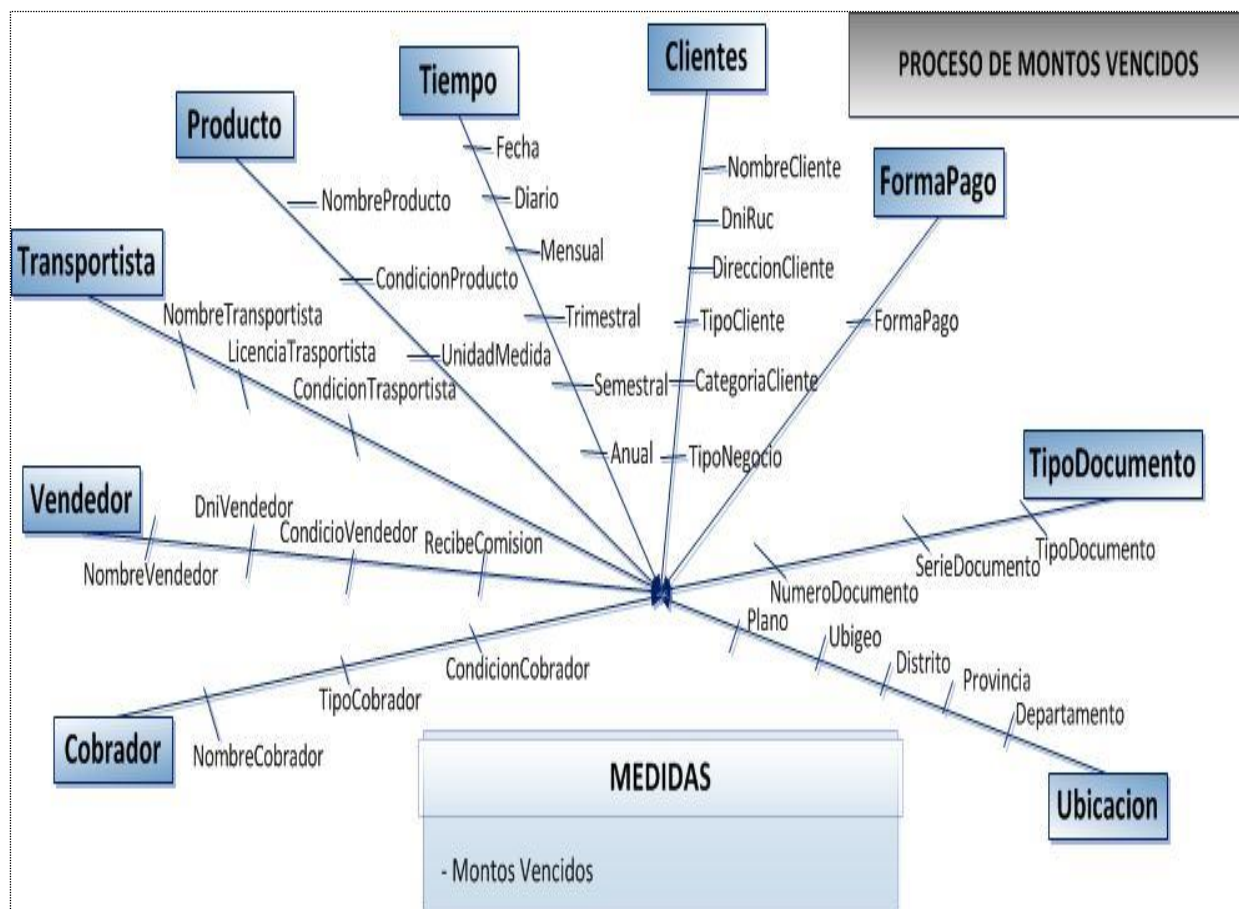 PROCESO DE MONTOS VENCIDOS
Clientes
Tiempo
Producto
FormaPago
Transportista
Fecha
Diario
Mensual
Trimestral
Semestral
Anual
NombreCliente
DniRuc
DireccionCliente
TipoCliente
CategoriaCliente
TipoNegocio
NombreProducto
CondicionProducto
UnidadMedida
FormaPago
NombreTransportista
LicenciaTrasportista
CondicionTrasportista
Vendedor
NombreVendedor
DniVendedor
CondicioVendedor
RecibeComision
TipoDocumento
TipoDocumento
SerieDocumento
NumeroDocumento
Plano
Ubigeo
Distrito
Provincia
Departamento
Ubicacion
CondicionCobrador
TipoCobrador
NombreCobrador
Cobrador
MEDIDAS
- Montos Vencidos